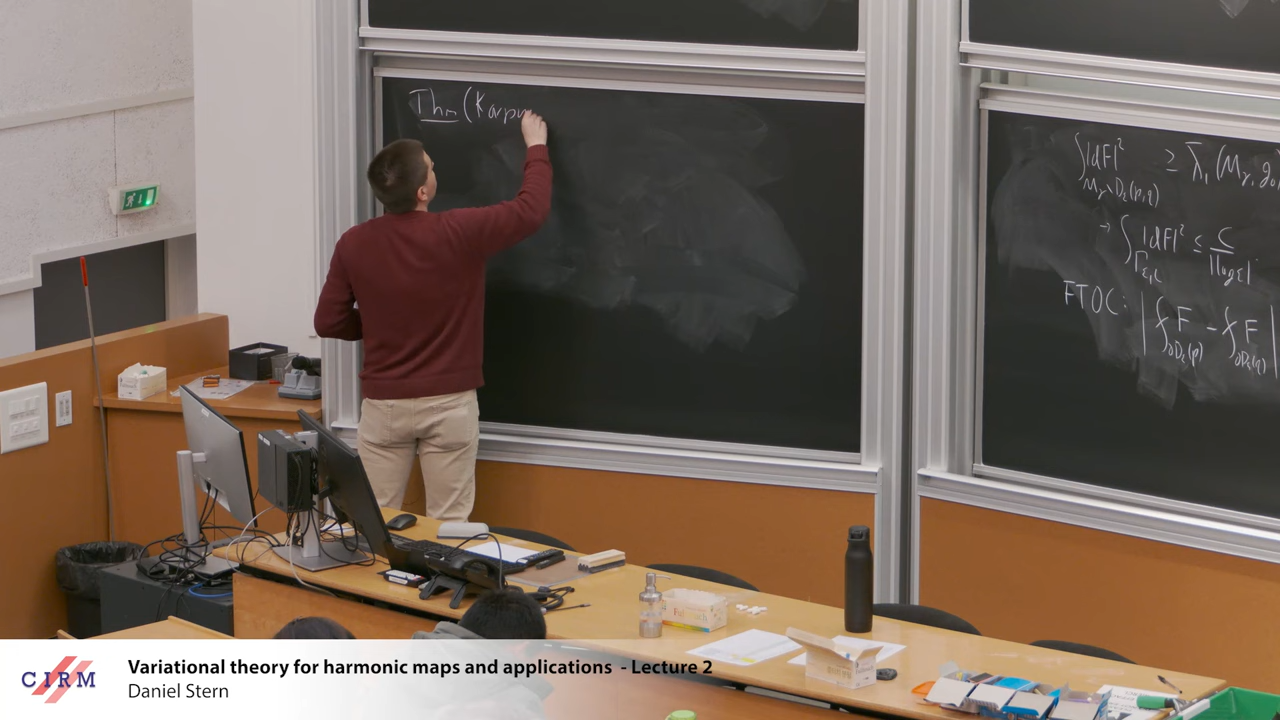 Thm (Karpu
∫|dF|² ≥ λ̄₁(M_γ, g₀
M_γ\D_ε(p,q)
→ ∫|dF|² ≤ C/|log ε|
FTOC: | ⨍F - ⨍F |
∂D_ε(p) ∂D_ε(q)
CIRM
Variational theory for harmonic maps and applications - Lecture 2
Daniel Stern